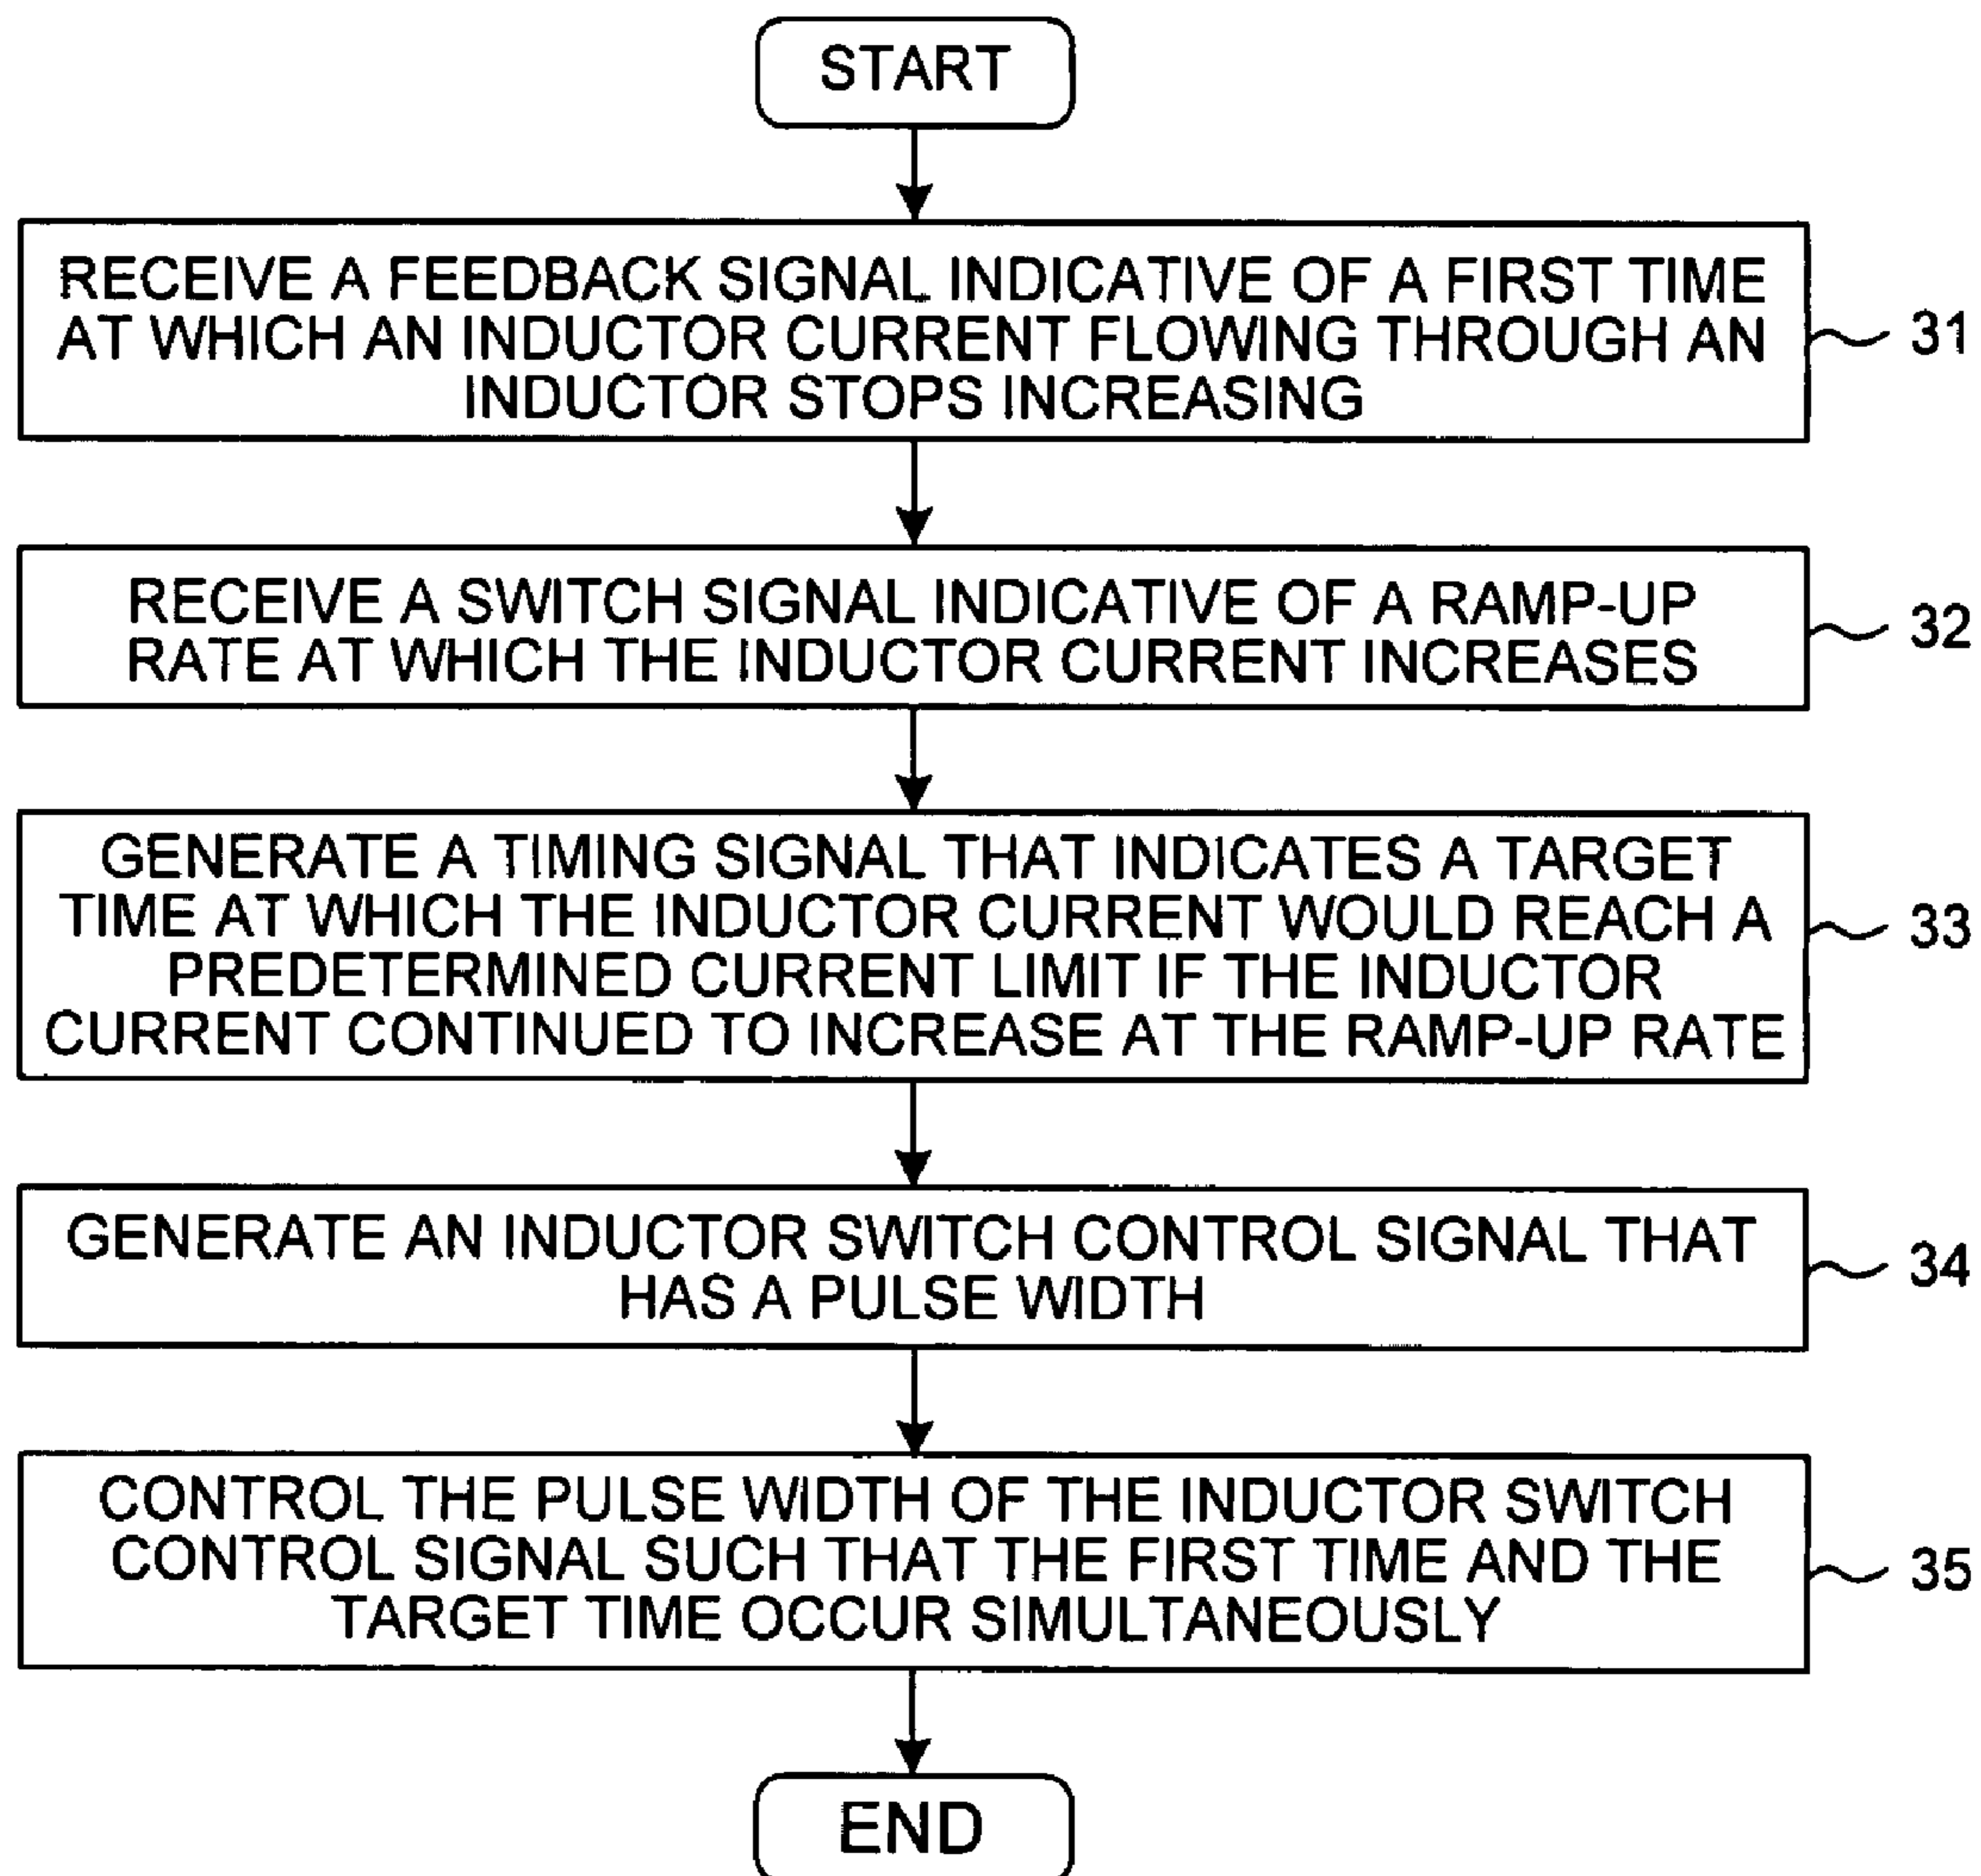 START
RECEIVE A FEEDBACK SIGNAL INDICATIVE OF A FIRST TIME
AT WHICH AN INDUCTOR CURRENT FLOWING THROUGH AN
INDUCTOR STOPS INCREASING
31
RECEIVE A SWITCH SIGNAL INDICATIVE OF A RAMP-UP
RATE AT WHICH THE INDUCTOR CURRENT INCREASES
32
GENERATE A TIMING SIGNAL THAT INDICATES A TARGET
TIME AT WHICH THE INDUCTOR CURRENT WOULD REACH A
PREDETERMINED CURRENT LIMIT IF THE INDUCTOR
CURRENT CONTINUED TO INCREASE AT THE RAMP-UP RATE
33
GENERATE AN INDUCTOR SWITCH CONTROL SIGNAL THAT
HAS A PULSE WIDTH
34
CONTROL THE PULSE WIDTH OF THE INDUCTOR SWITCH
CONTROL SIGNAL SUCH THAT THE FIRST TIME AND THE
TARGET TIME OCCUR SIMULTANEOUSLY
35
END